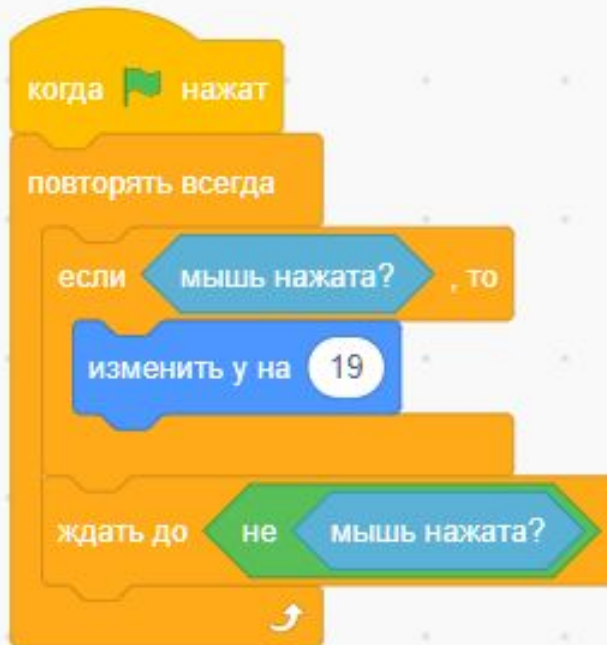 когда нажат
повторять всегда
если мышь нажата? , то
изменить y на 19
ждать до не мышь нажата?